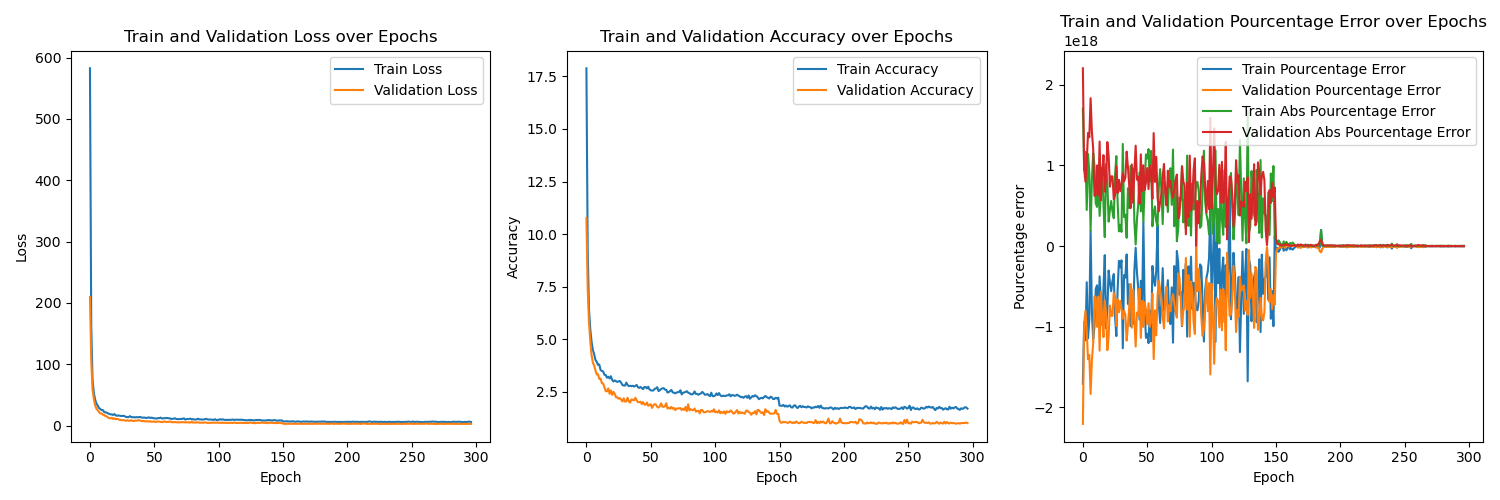 Train and Validation Loss over Epochs
Loss
600
500
400
300
200
100
0
Train Loss
Validation Loss
0 50 100 150 200 250 300
Epoch
Train and Validation Accuracy over Epochs
Accuracy
17.5
15.0
12.5
10.0
7.5
5.0
2.5
Train Accuracy
Validation Accuracy
0 50 100 150 200 250 300
Epoch
Train and Validation Pourcentage Error over Epochs
1e18
Pourcentage error
2
1
0
−1
−2
Train Pourcentage Error
Validation Pourcentage Error
Train Abs Pourcentage Error
Validation Abs Pourcentage Error
0 50 100 150 200 250 300
Epoch